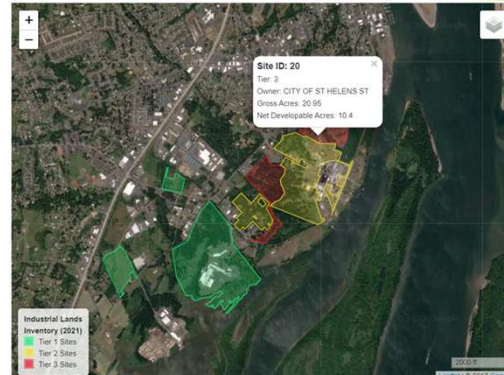 +
−
Site ID: 20
×
Tier: 3
Owner: CITY OF ST HELENS ST
Gross Acres: 20.95
Net Developable Acres: 10.4
Industrial Lands
Inventory (2021)
Tier 1 Sites
Tier 2 Sites
Tier 3 Sites
2000 ft